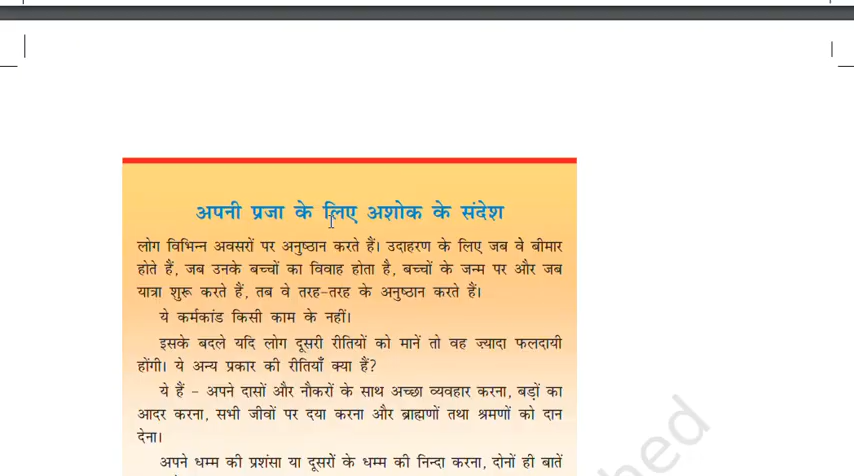 अपनी प्रजा के लिए अशोक के संदेश
लोग विभिन्न अवसरों पर अनुष्ठान करते हैं। उदाहरण के लिए जब वे बीमार
होते हैं, जब उनके बच्चों का विवाह होता है, बच्चों के जन्म पर और जब
यात्रा शुरू करते हैं, तब वे तरह-तरह के अनुष्ठान करते हैं।
ये कर्मकांड किसी काम के नहीं।
इसके बदले यदि लोग दूसरी रीतियों को मानें तो वह ज़्यादा फलदायी
होंगी। ये अन्य प्रकार की रीतियाँ क्या हैं?
ये हैं – अपने दासों और नौकरों के साथ अच्छा व्यवहार करना, बड़ों का
आदर करना, सभी जीवों पर दया करना और ब्राह्मणों तथा श्रमणों को दान
देना।
अपने धम्म की प्रशंसा या दूसरों के धम्म की निन्दा करना, दोनों ही बातें